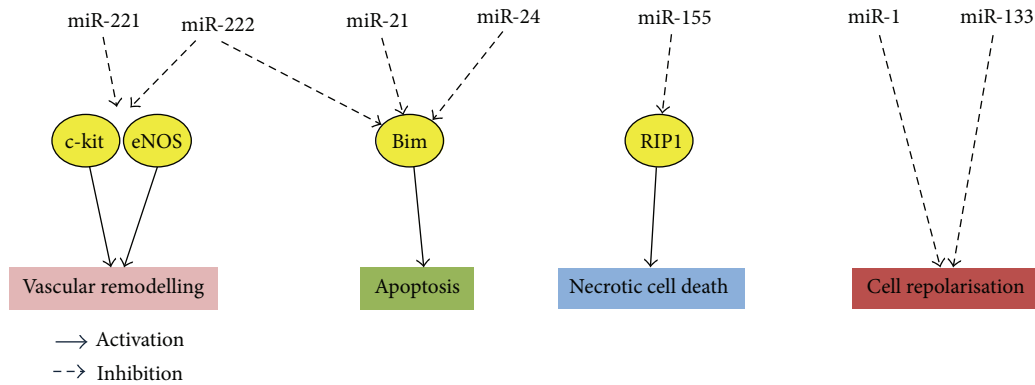 miR-221
miR-222
miR-21
miR-24
miR-155
miR-1
miR-133
c-kit
eNOS
Bim
RIP1
Vascular remodelling
Apoptosis
Necrotic cell death
Cell repolarisation
Activation
Inhibition